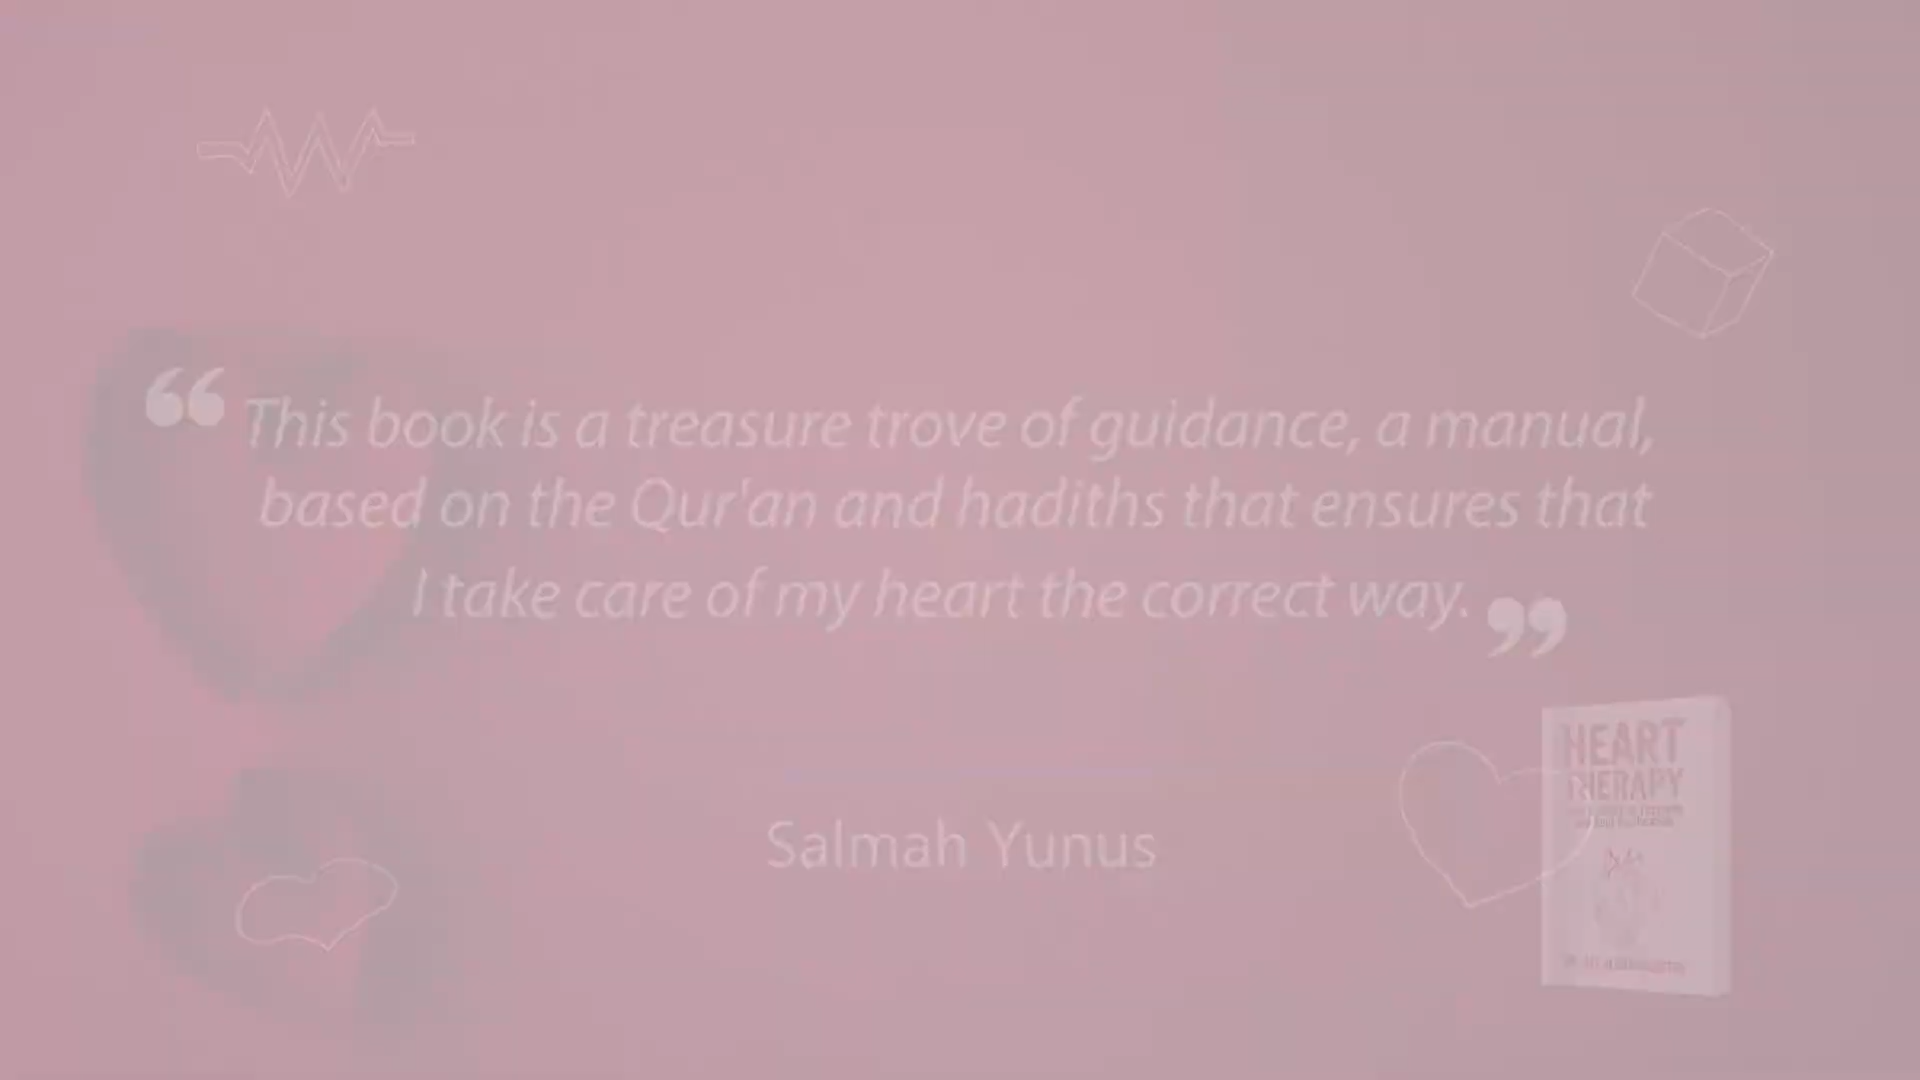 “This book is a treasure trove of guidance, a manual,
based on the Qur'an and hadiths that ensures that
I take care of my heart the correct way.”
Salmah Yunus
HEART
THERAPY